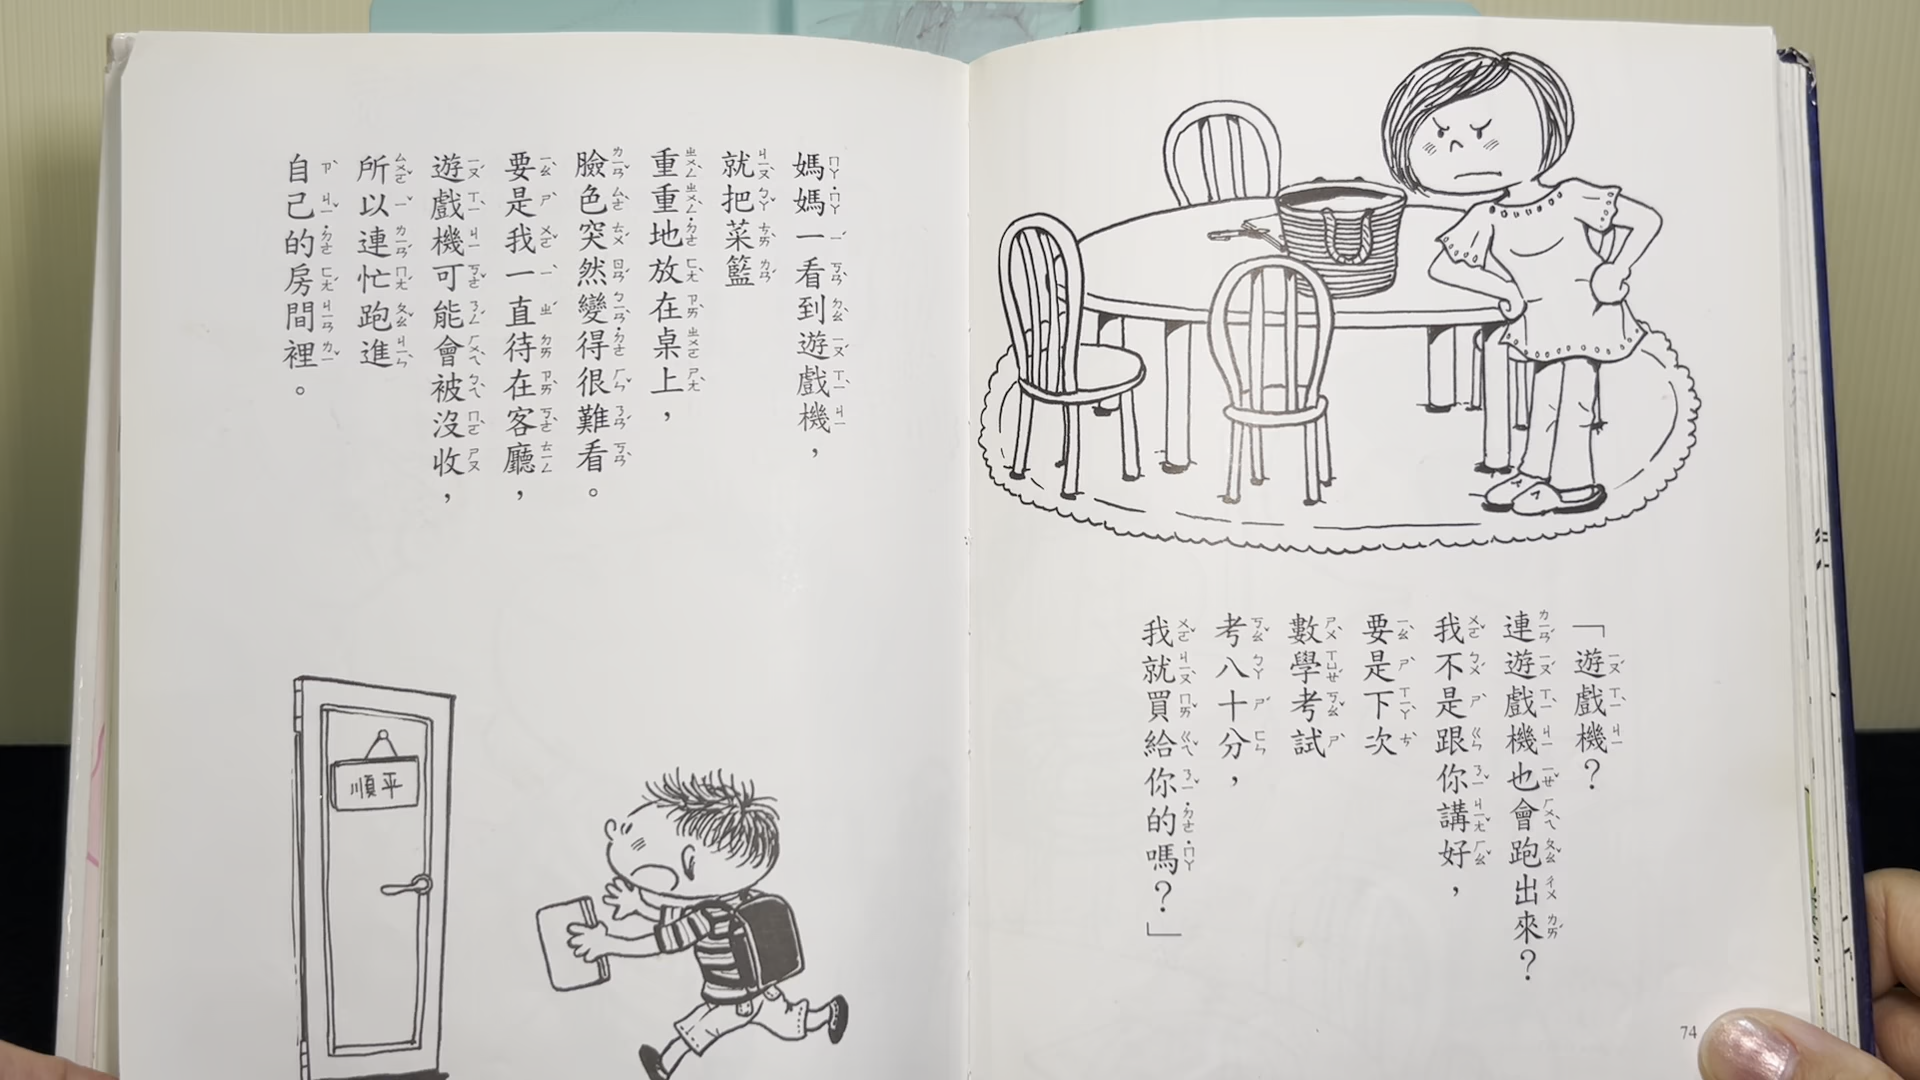 「遊戲機？
連遊戲機也會跑出來？
我不是跟你講好，
要是下次
數學考試
考八十分，
我就買給你的嗎？」
74
媽媽一看到遊戲機，
就把菜籃
重重地放在桌上，
臉色突然變得很難看。
要是我一直待在客廳，
遊戲機可能會被沒收，
所以連忙跑進
自己的房間裡。
順平